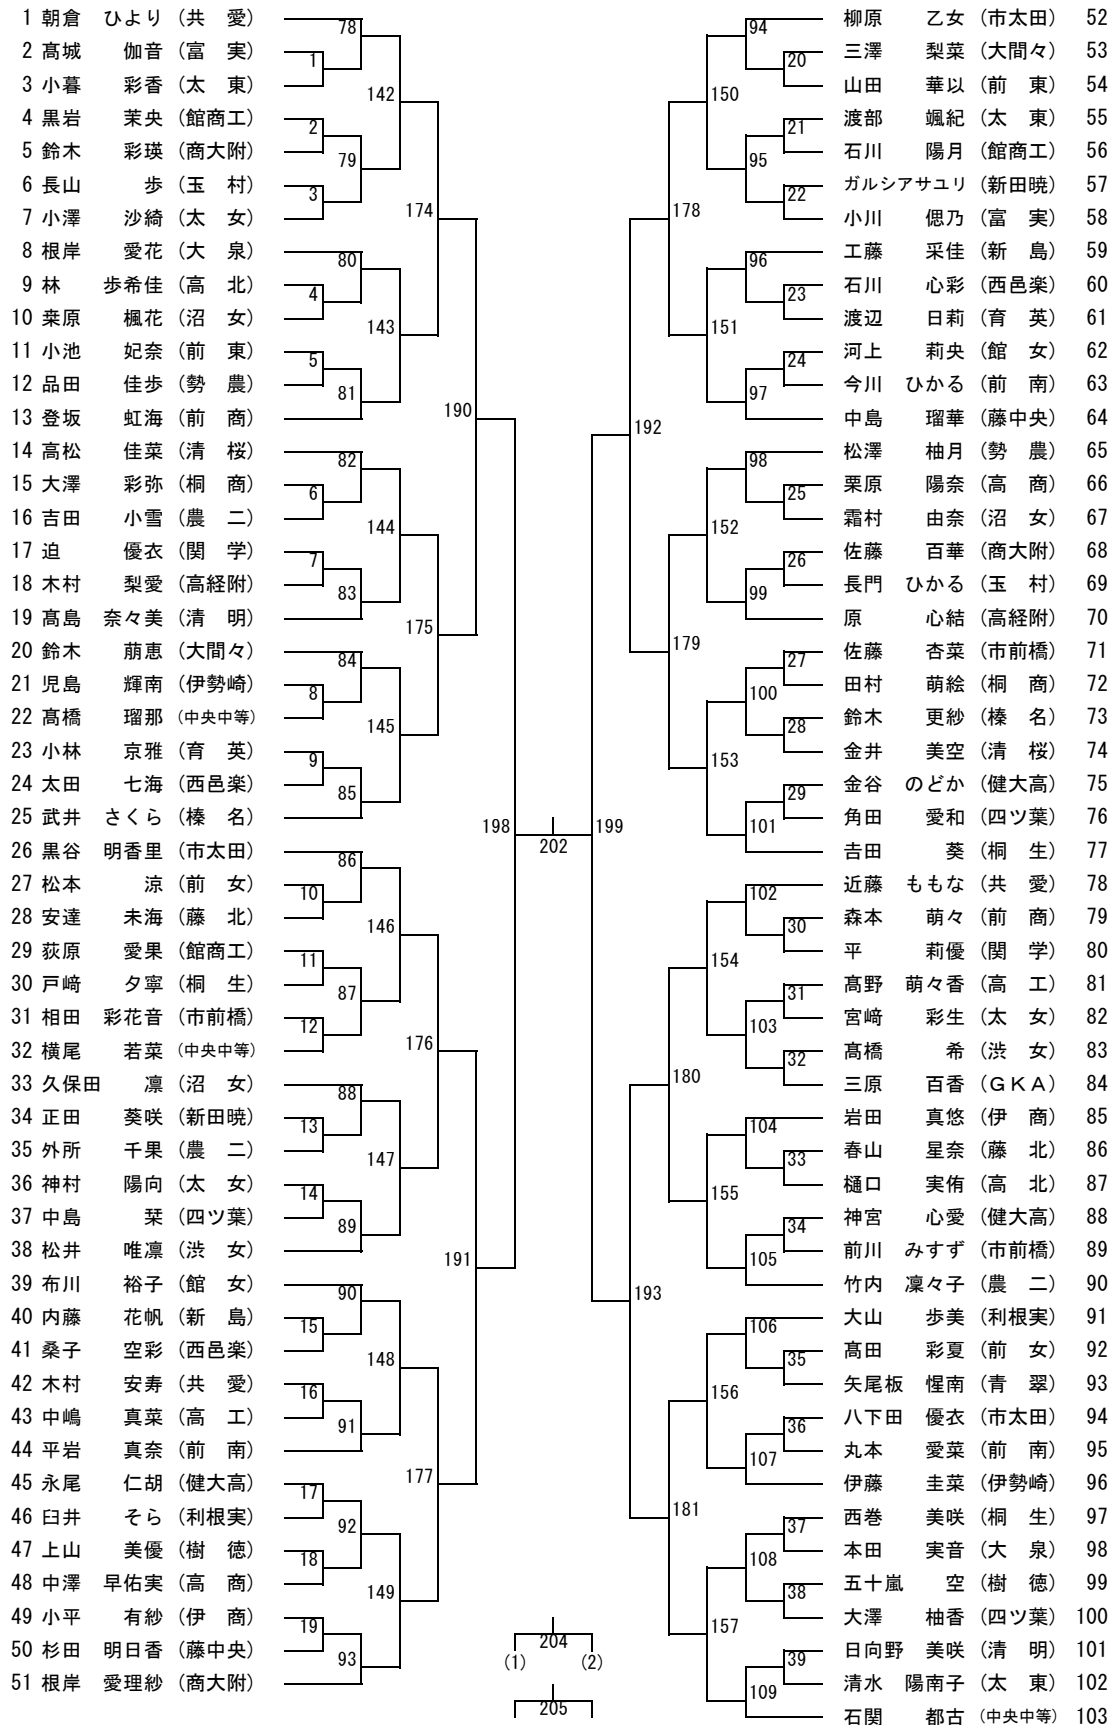 1 朝倉 ひより (共 愛)
2 髙城 伽音 (富 実)
3 小暮 彩香 (太 東)
4 黒岩 茉央 (館商工)
5 鈴木 彩瑛 (商大附)
6 長山 歩 (玉 村)
7 小澤 沙綺 (太 女)
8 根岸 愛花 (大 泉)
9 林 歩希佳 (高 北)
10 桒原 楓花 (沼 女)
11 小池 妃奈 (前 東)
12 品田 佳歩 (勢 農)
13 登坂 虹海 (前 商)
14 高松 佳菜 (清 桜)
15 大澤 彩弥 (桐 商)
16 吉田 小雪 (農 二)
17 迫 優衣 (関 学)
18 木村 梨愛 (高経附)
19 髙島 奈々美 (清 明)
20 鈴木 萠恵 (大間々)
21 児島 輝南 (伊勢崎)
22 髙橋 瑠那 (中央中等)
23 小林 京雅 (育 英)
24 太田 七海 (西邑楽)
25 武井 さくら (榛 名)
26 黒谷 明香里 (市太田)
27 松本 涼 (前 女)
28 安達 未海 (藤 北)
29 荻原 愛果 (館商工)
30 戸﨑 夕寧 (桐 生)
31 相田 彩花音 (市前橋)
32 横尾 若菜 (中央中等)
33 久保田 凛 (沼 女)
34 正田 葵咲 (新田暁)
35 外所 千果 (農 二)
36 神村 陽向 (太 女)
37 中島 栞 (四ツ葉)
38 松井 唯凛 (渋 女)
39 布川 裕子 (館 女)
40 内藤 花帆 (新 島)
41 桑子 空彩 (西邑楽)
42 木村 安寿 (共 愛)
43 中嶋 真菜 (高 工)
44 平岩 真奈 (前 南)
45 永尾 仁胡 (健大高)
46 臼井 そら (利根実)
47 上山 美優 (樹 徳)
48 中澤 早佑実 (高 商)
49 小平 有紗 (伊 商)
50 杉田 明日香 (藤中央)
51 根岸 愛理紗 (商大附)
1
2
3
4
5
6
7
8
9
10
11
12
13
14
15
16
17
18
19
78
79
80
81
82
83
84
85
86
87
88
89
90
91
92
93
142
143
144
145
146
147
148
149
174
175
176
177
190
191
198
202
199
204
(1) (2)
205
192
193
178
179
180
181
150
151
152
153
154
155
156
157
94
95
96
97
98
99
100
101
102
103
104
105
106
107
108
109
20
21
22
23
24
25
26
27
28
29
30
31
32
33
34
35
36
37
38
39
柳原 乙女 (市太田) 52
三澤 梨菜 (大間々) 53
山田 華以 (前 東) 54
渡部 颯紀 (太 東) 55
石川 陽月 (館商工) 56
ガルシアサユリ (新田暁) 57
小川 偲乃 (富 実) 58
工藤 采佳 (新 島) 59
石川 心彩 (西邑楽) 60
渡辺 日莉 (育 英) 61
河上 莉央 (館 女) 62
今川 ひかる (前 南) 63
中島 瑠華 (藤中央) 64
松澤 柚月 (勢 農) 65
栗原 陽奈 (高 商) 66
霜村 由奈 (沼 女) 67
佐藤 百華 (商大附) 68
長門 ひかる (玉 村) 69
原 心結 (高経附) 70
佐藤 杏菜 (市前橋) 71
田村 萌絵 (桐 商) 72
鈴木 更紗 (榛 名) 73
金井 美空 (清 桜) 74
金谷 のどか (健大高) 75
角田 愛和 (四ツ葉) 76
𠮷田 葵 (桐 生) 77
近藤 ももな (共 愛) 78
森本 萌々 (前 商) 79
平 莉優 (関 学) 80
髙野 萌々香 (高 工) 81
宮﨑 彩生 (太 女) 82
髙橋 希 (渋 女) 83
三原 百香 (GKA) 84
岩田 真悠 (伊 商) 85
春山 星奈 (藤 北) 86
樋口 実侑 (高 北) 87
神宮 心愛 (健大高) 88
前川 みすず (市前橋) 89
竹内 凜々子 (農 二) 90
大山 歩美 (利根実) 91
髙田 彩夏 (前 女) 92
矢尾板 惺南 (青 翠) 93
八下田 優衣 (市太田) 94
丸本 愛菜 (前 南) 95
伊藤 圭菜 (伊勢崎) 96
西巻 美咲 (桐 生) 97
本田 実音 (大 泉) 98
五十嵐 空 (樹 徳) 99
大澤 柚香 (四ツ葉) 100
日向野 美咲 (清 明) 101
清水 陽南子 (太 東) 102
石関 都古 (中央中等) 103